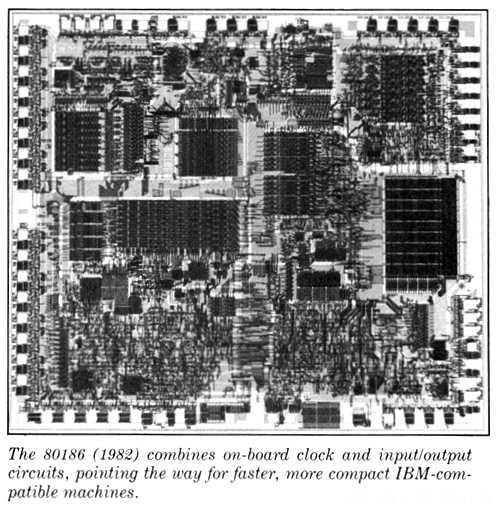 The 80186 (1982) combines on-board clock and input/output
circuits, pointing the way for faster, more compact IBM-com-
patible machines.